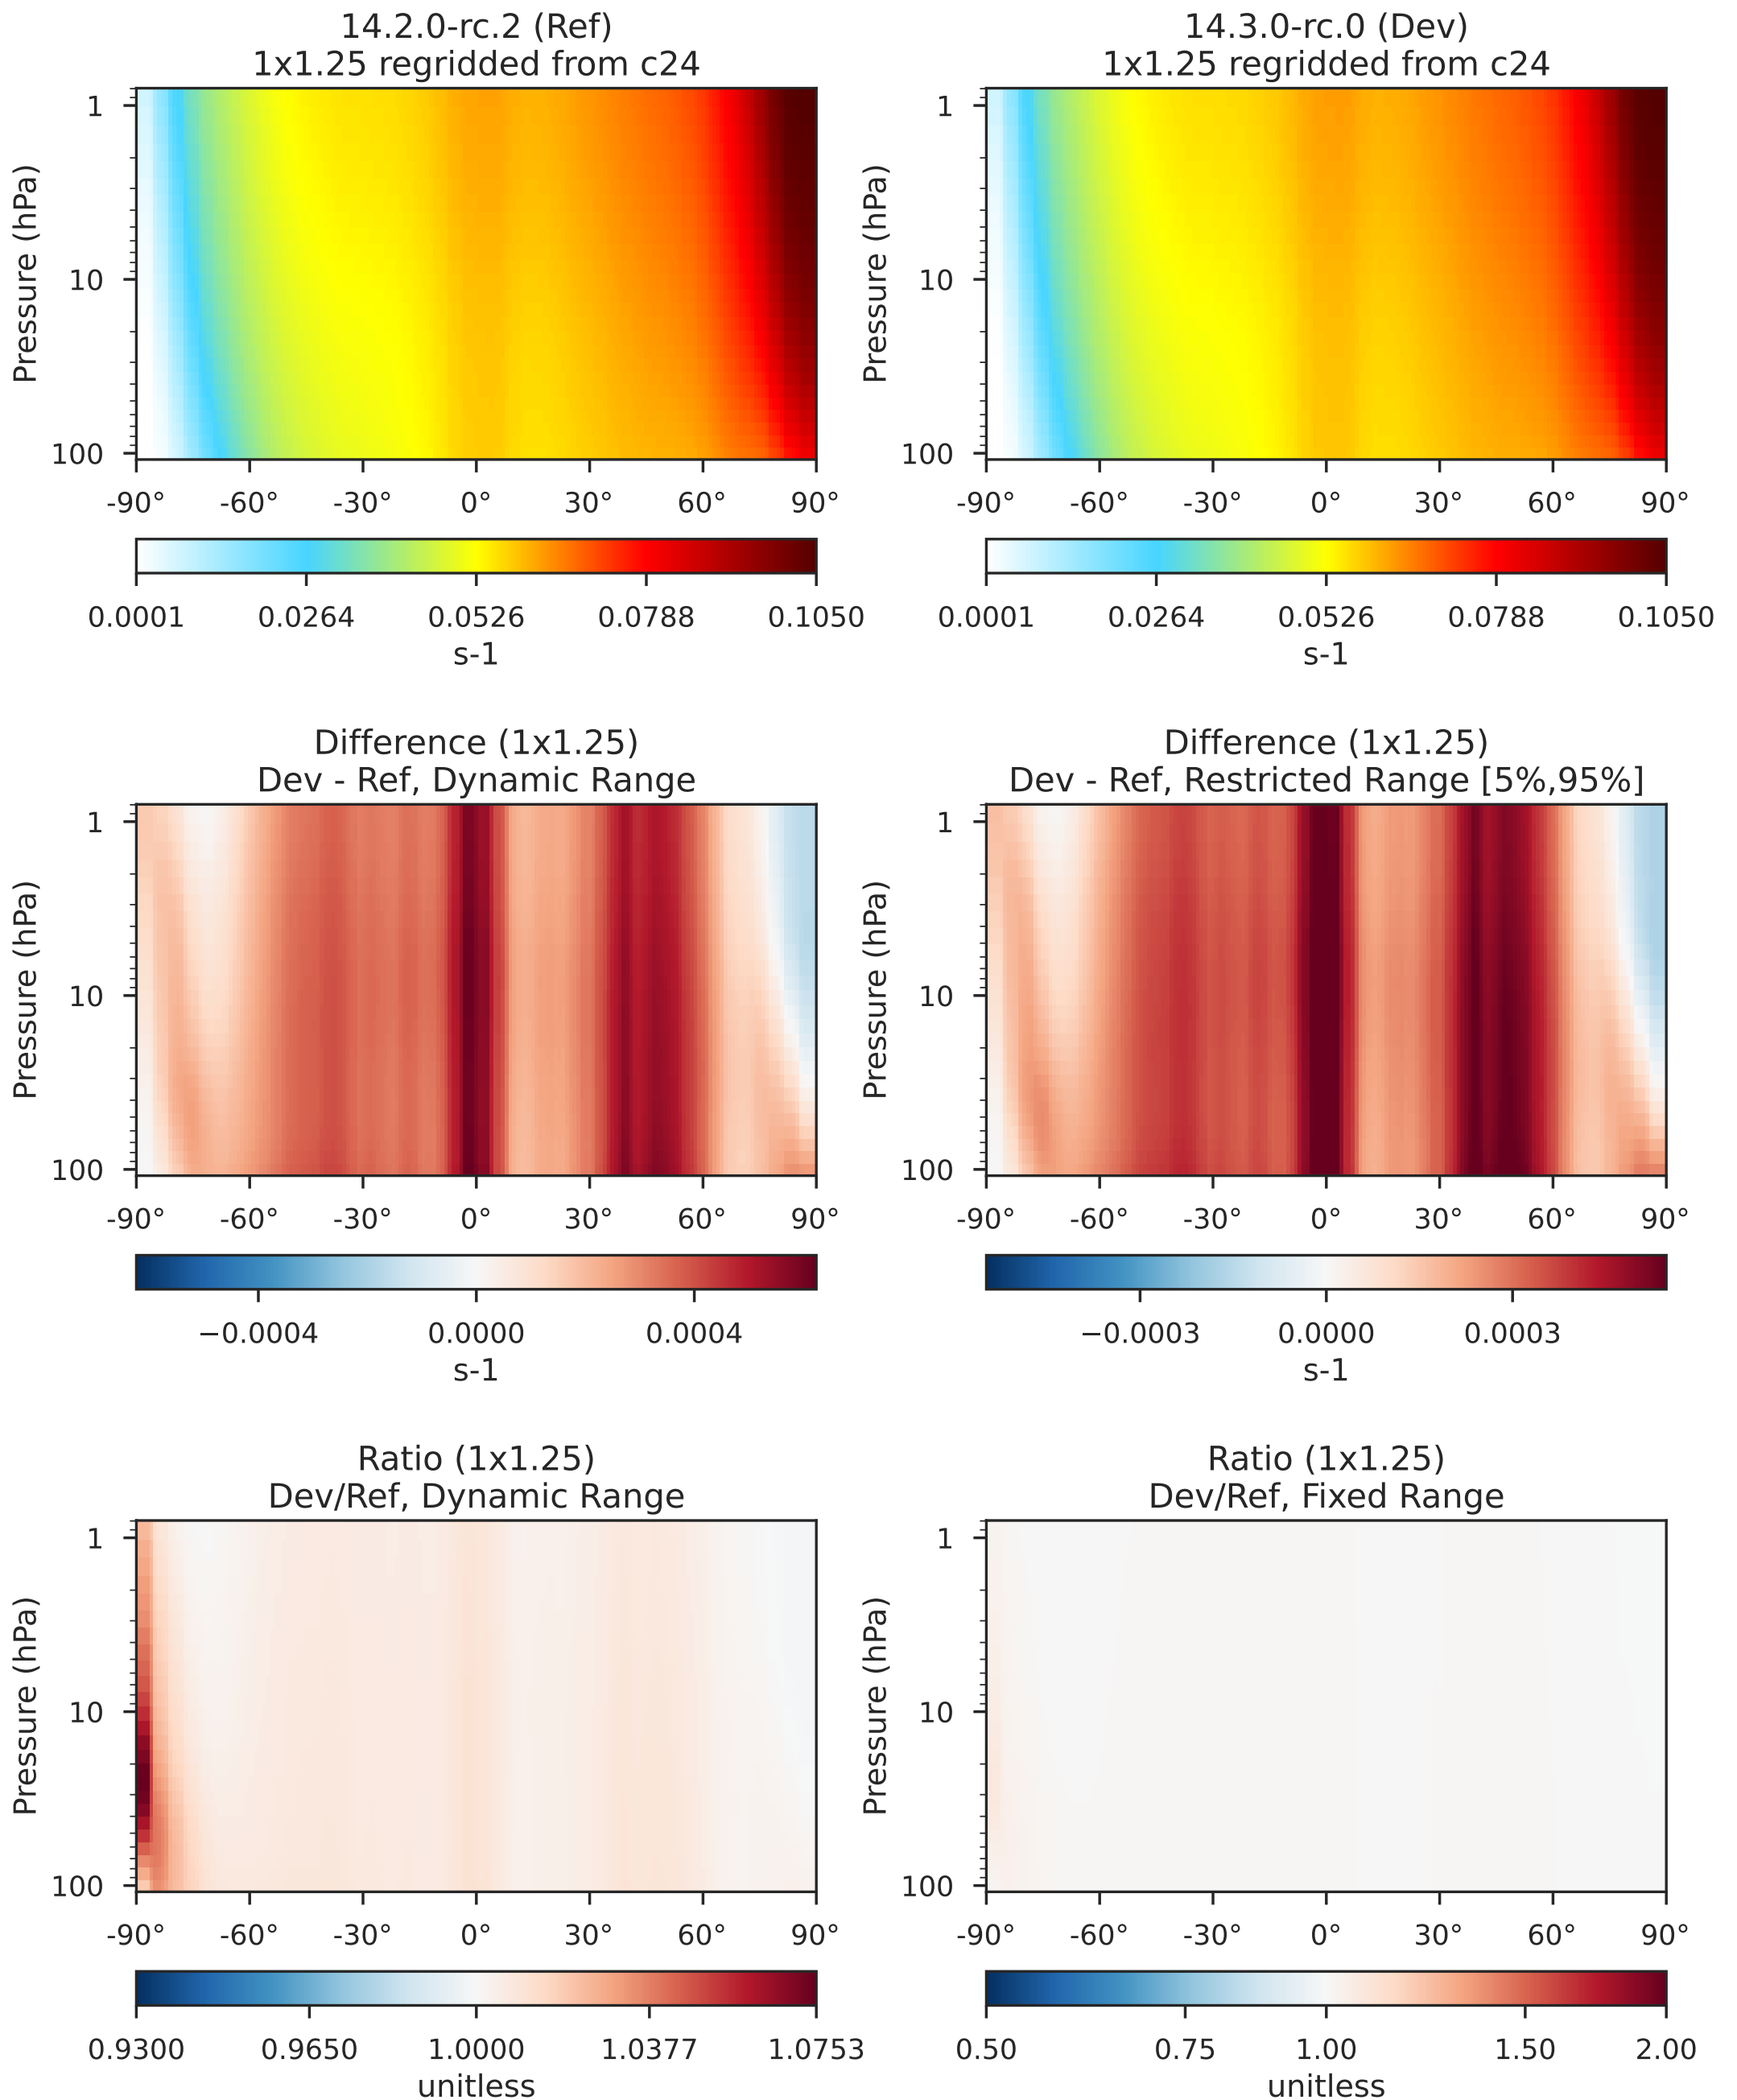 14.2.0-rc.2 (Ref)
1x1.25 regridded from c24
Pressure (hPa)
1
10
100
-90° -60° -30° 0° 30° 60° 90°
0.0001 0.0264 0.0526 0.0788 0.1050
s-1
14.3.0-rc.0 (Dev)
1x1.25 regridded from c24
Pressure (hPa)
1
10
100
-90° -60° -30° 0° 30° 60° 90°
0.0001 0.0264 0.0526 0.0788 0.1050
s-1
Difference (1x1.25)
Dev - Ref, Dynamic Range
Pressure (hPa)
1
10
100
-90° -60° -30° 0° 30° 60° 90°
−0.0004 0.0000 0.0004
s-1
Difference (1x1.25)
Dev - Ref, Restricted Range [5%,95%]
Pressure (hPa)
1
10
100
-90° -60° -30° 0° 30° 60° 90°
−0.0003 0.0000 0.0003
s-1
Ratio (1x1.25)
Dev/Ref, Dynamic Range
Pressure (hPa)
1
10
100
-90° -60° -30° 0° 30° 60° 90°
0.9300 0.9650 1.0000 1.0377 1.0753
unitless
Ratio (1x1.25)
Dev/Ref, Fixed Range
Pressure (hPa)
1
10
100
-90° -60° -30° 0° 30° 60° 90°
0.50 0.75 1.00 1.50 2.00
unitless